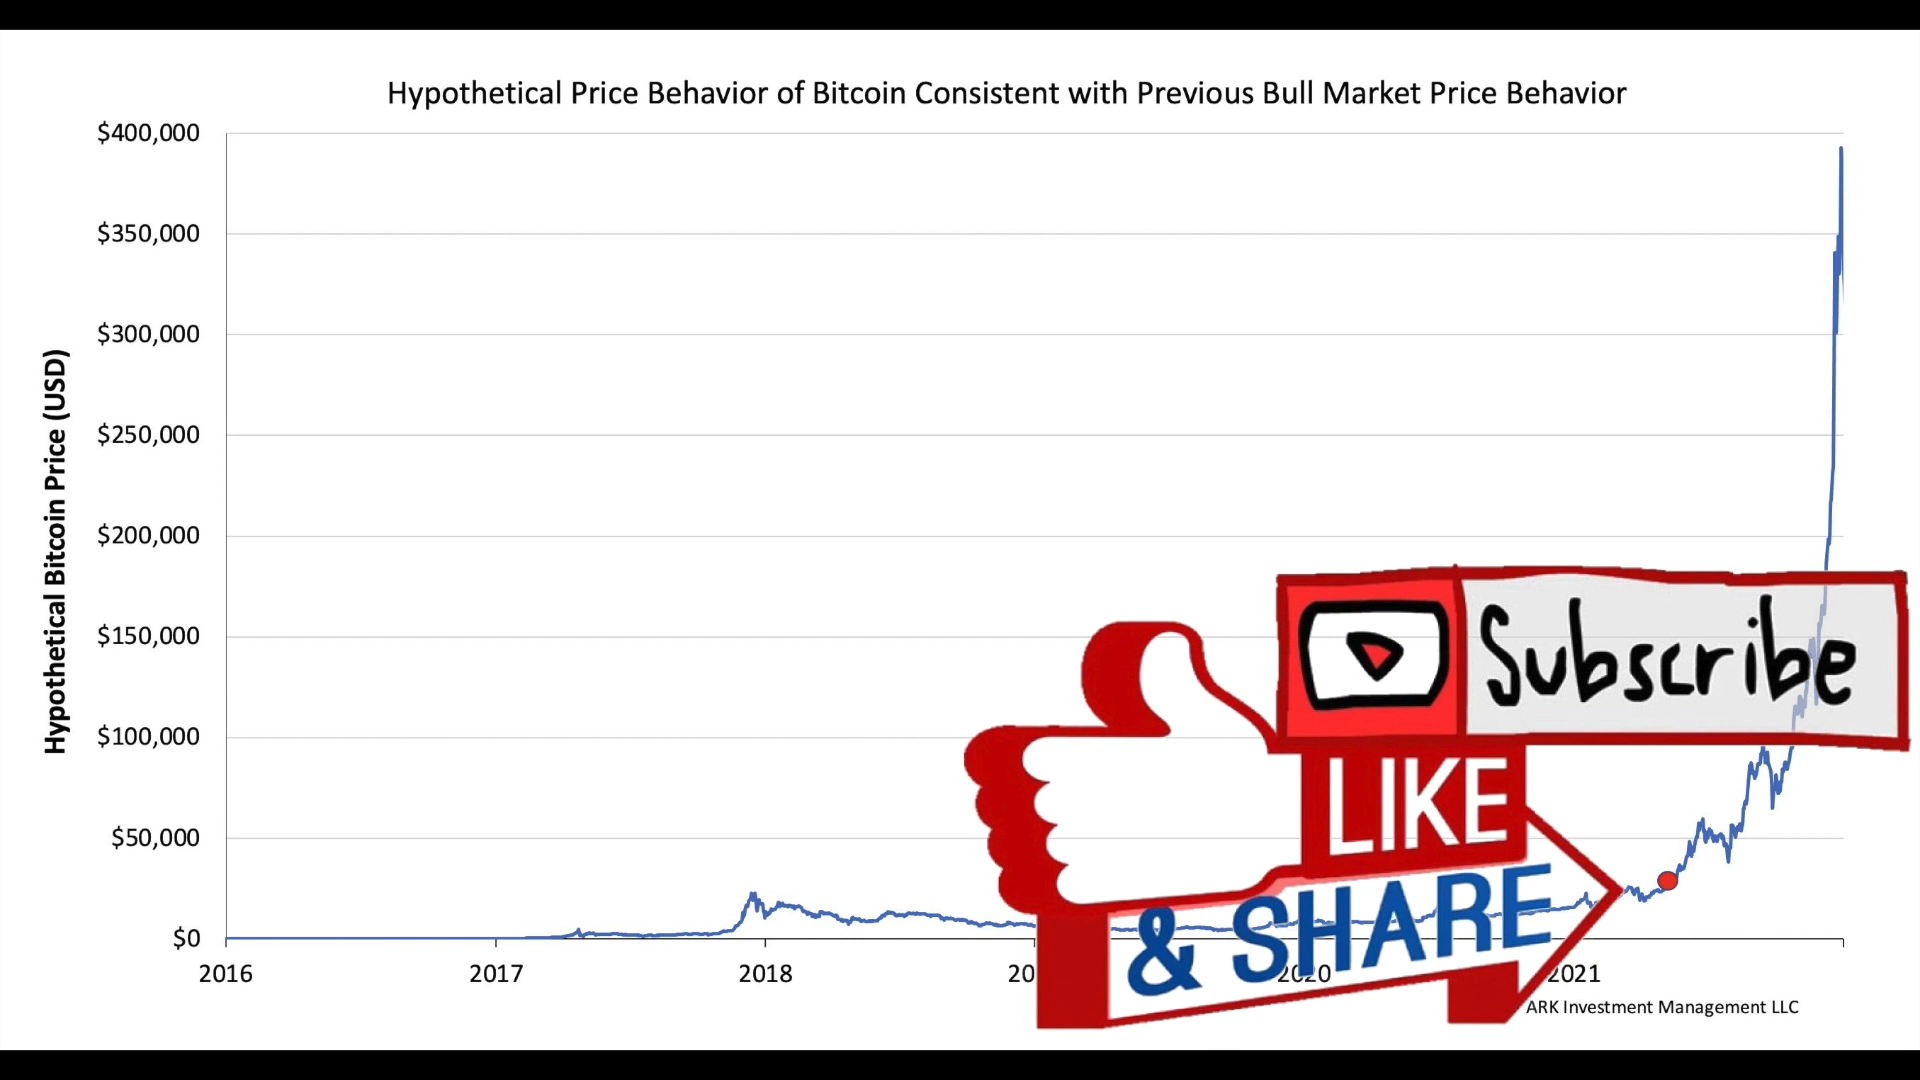 Hypothetical Price Behavior of Bitcoin Consistent with Previous Bull Market Price Behavior
Hypothetical Bitcoin Price (USD)
$400,000
$350,000
$300,000
$250,000
$200,000
$150,000
$100,000
$50,000
$0
Subscribe
LIKE
& SHARE
2016
2017
2018
2020
2021
ARK Investment Management LLC